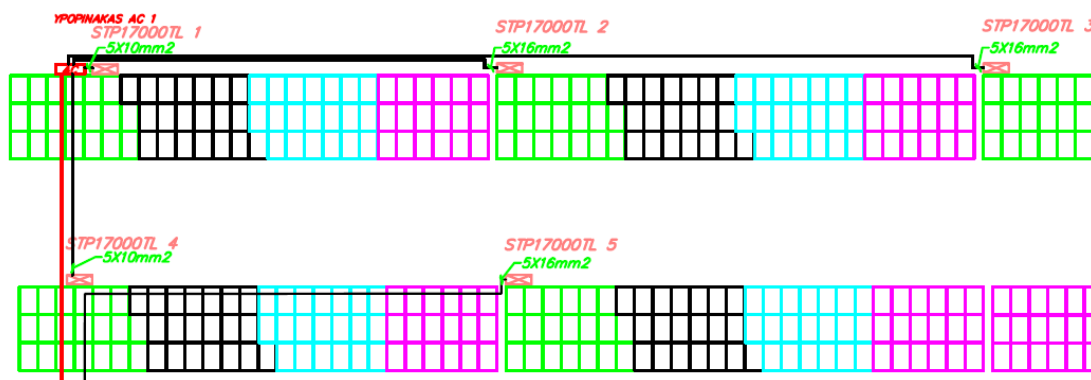 YPOPINAKAS AC 1
STP17000TL 1
5X10mm2
STP17000TL 2
5X16mm2
STP17000TL 3
5X16mm2
STP17000TL 4
5X10mm2
STP17000TL 5
5X16mm2